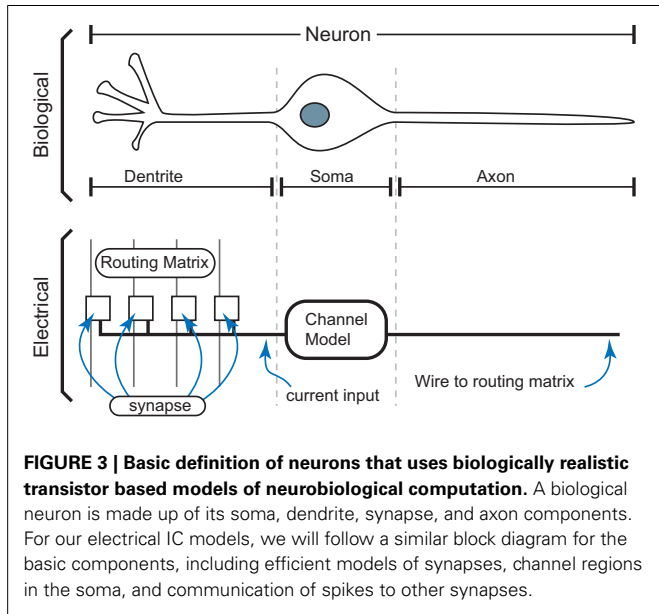 Neuron
Biological
Dentrite
Soma
Axon
Electrical
Routing Matrix
Channel
Model
synapse
current input
Wire to routing matrix
FIGURE 3 | Basic definition of neurons that uses biologically realistic
transistor based models of neurobiological computation. A biological
neuron is made up of its soma, dendrite, synapse, and axon components.
For our electrical IC models, we will follow a similar block diagram for the
basic components, including efficient models of synapses, channel regions
in the soma, and communication of spikes to other synapses.